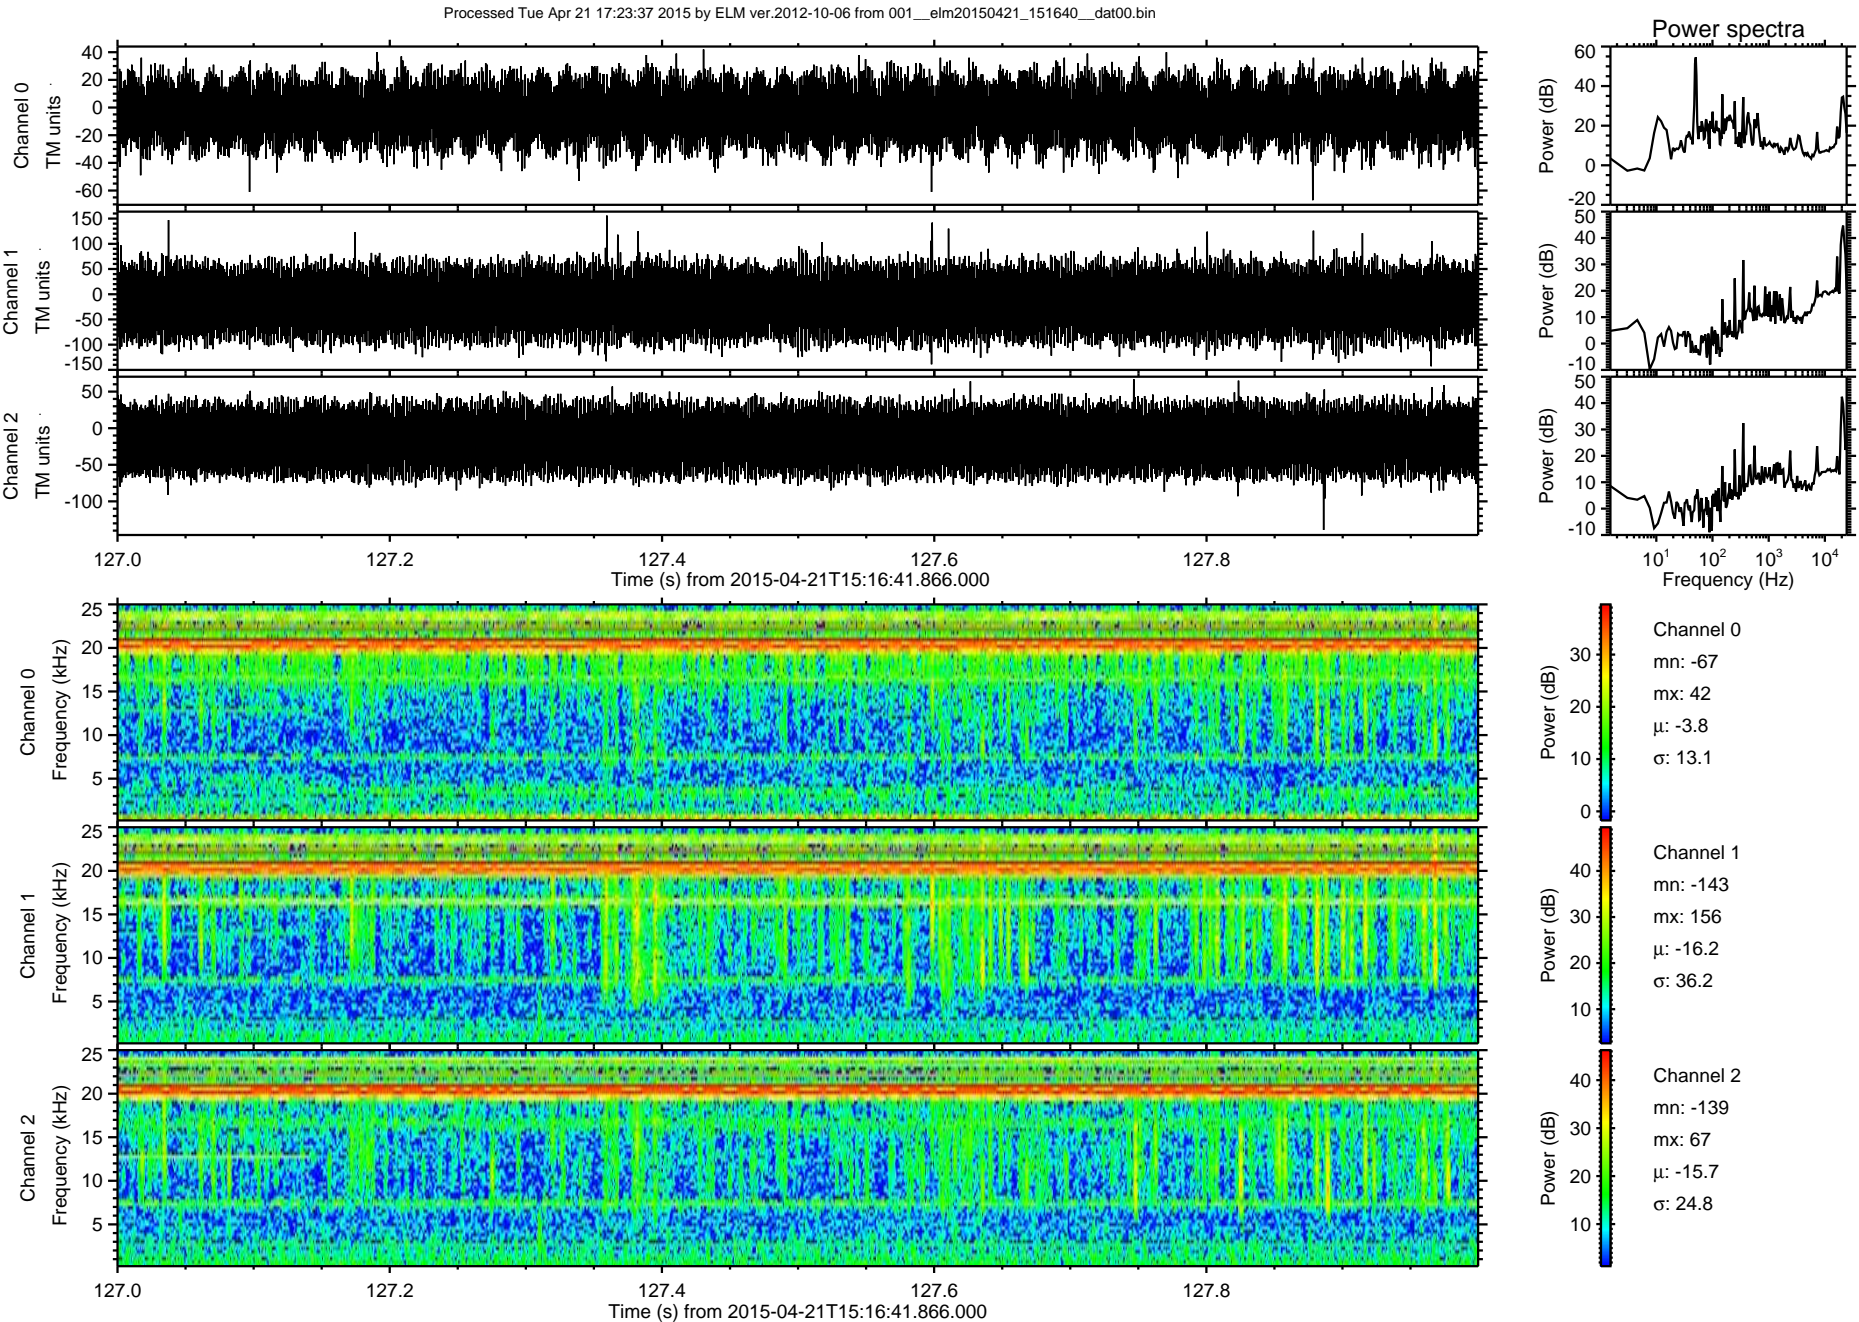 Processed Tue Apr 21 17:23:37 2015 by ELM ver.2012-10-06 from 001__elm20150421_151640__dat00.bin
Power spectra
Channel 0
TM units
40
20
0
-20
-40
-60
Power (dB)
60
40
20
0
-20
Channel 1
TM units
150
100
50
0
-50
-100
-150
Power (dB)
50
40
30
20
10
0
-10
Channel 2
TM units
50
0
-50
-100
Power (dB)
50
40
30
20
10
0
-10
127.0 127.2 127.4 127.6 127.8
Time (s) from 2015-04-21T15:16:41.866.000
10^1 10^2 10^3 10^4
Frequency (Hz)
Channel 0
Frequency (kHz)
25
20
15
10
5
Power (dB)
30
20
10
0
Channel 0
mn: -67
mx: 42
μ: -3.8
σ: 13.1
Channel 1
Frequency (kHz)
25
20
15
10
5
Power (dB)
40
30
20
10
Channel 1
mn: -143
mx: 156
μ: -16.2
σ: 36.2
Channel 2
Frequency (kHz)
25
20
15
10
5
Power (dB)
40
30
20
10
Channel 2
mn: -139
mx: 67
μ: -15.7
σ: 24.8
127.0 127.2 127.4 127.6 127.8
Time (s) from 2015-04-21T15:16:41.866.000